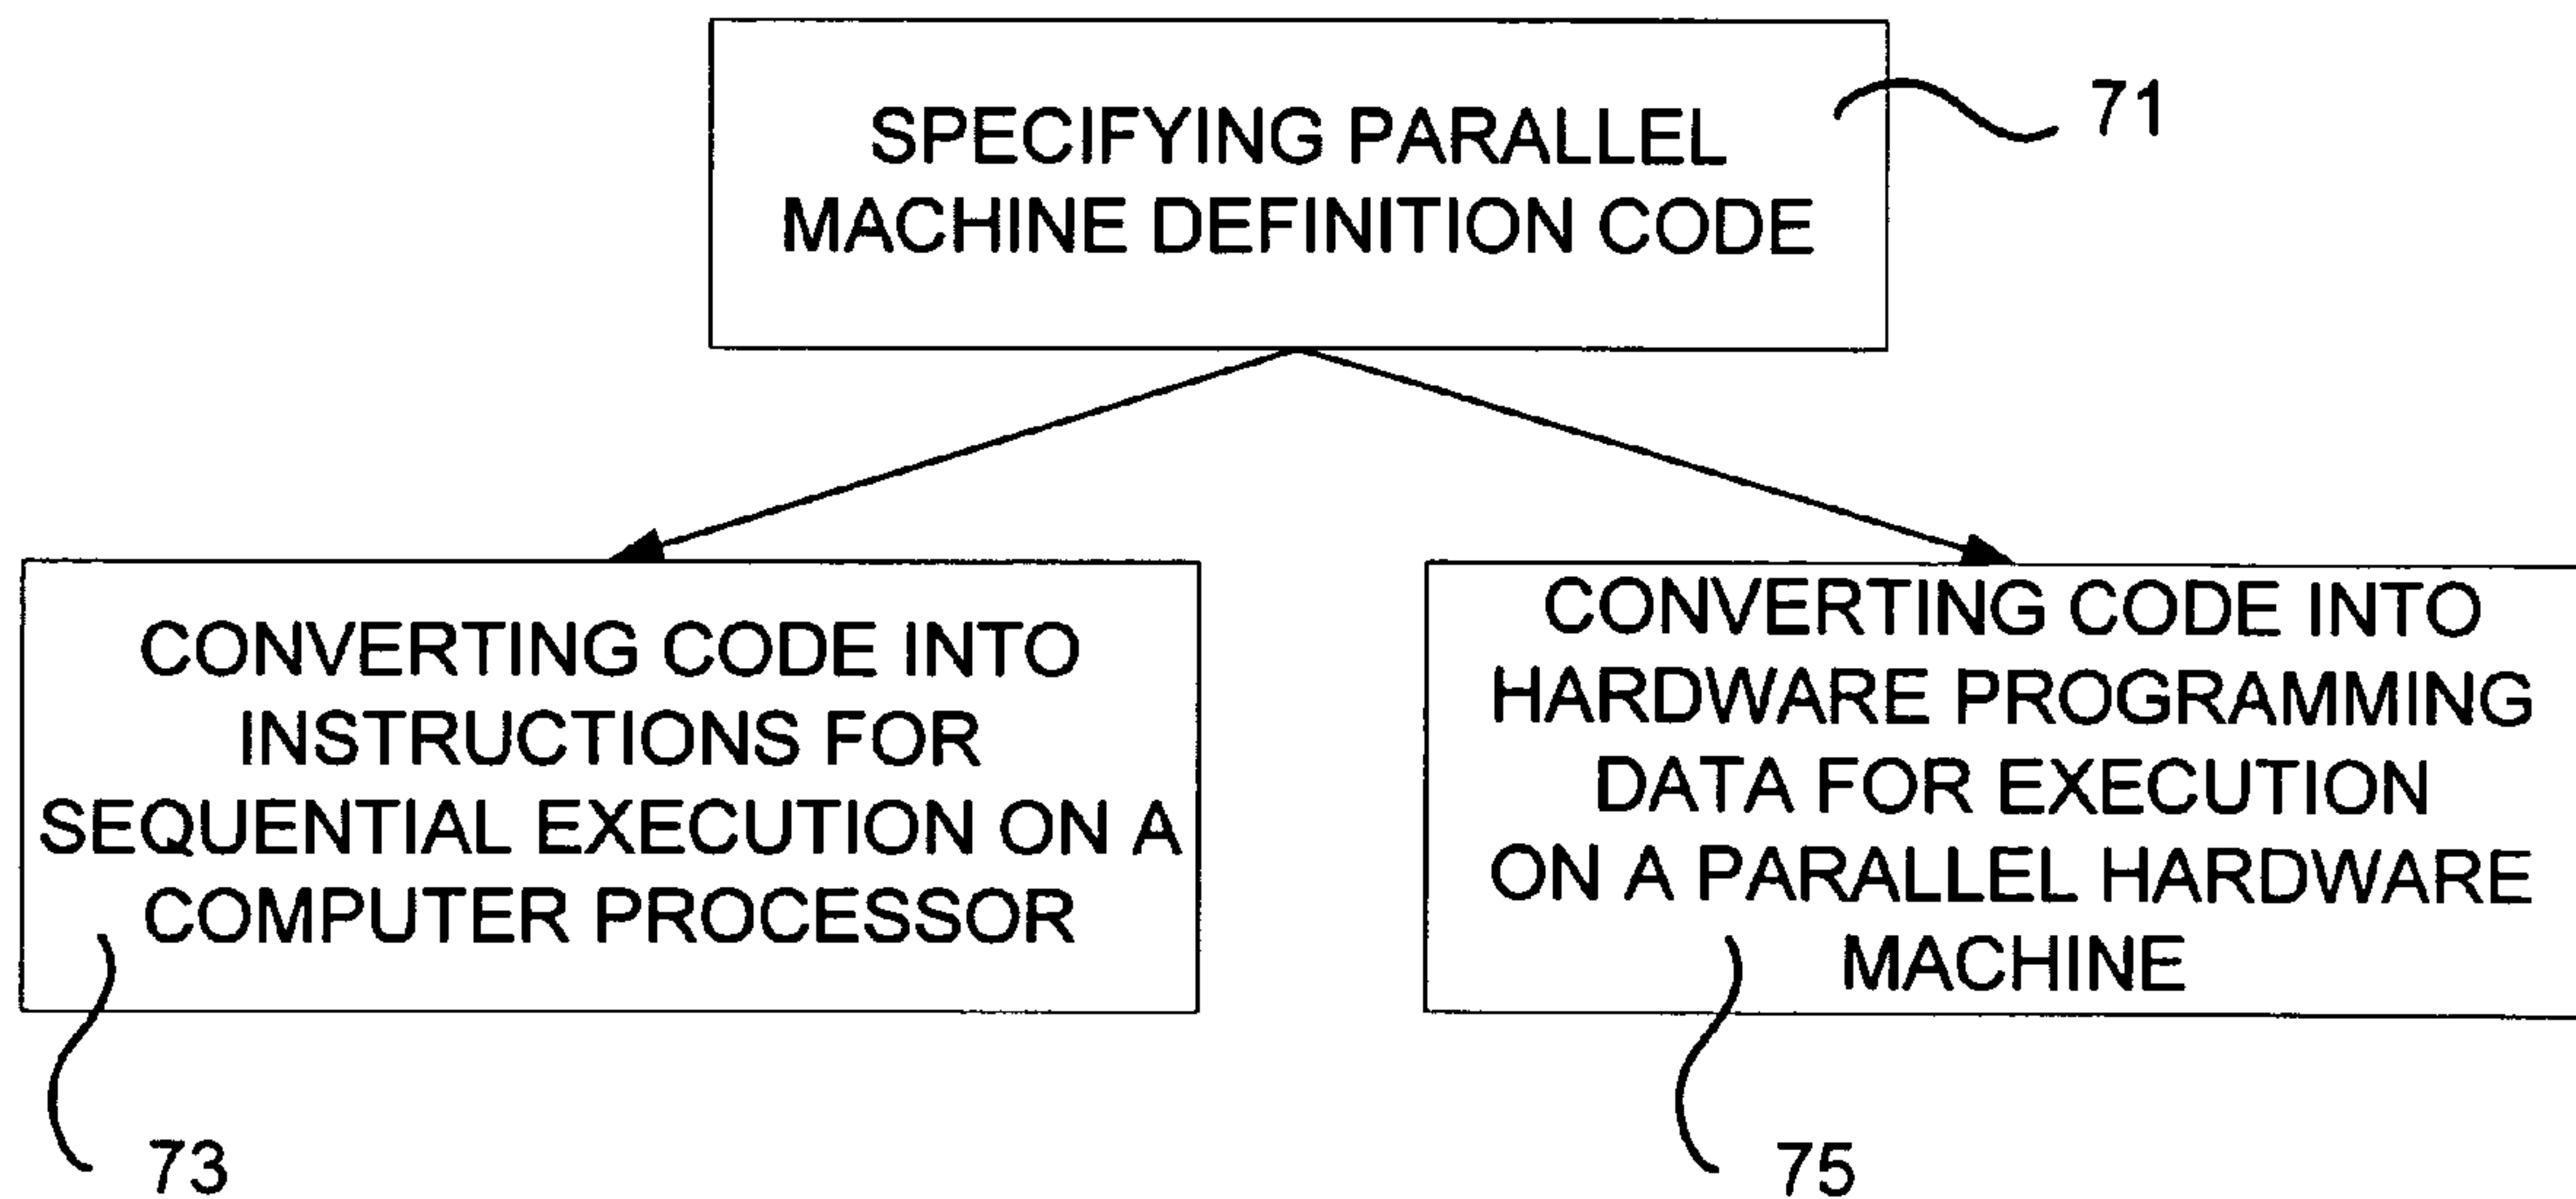 SPECIFYING PARALLEL
MACHINE DEFINITION CODE
71
CONVERTING CODE INTO
INSTRUCTIONS FOR
SEQUENTIAL EXECUTION ON A
COMPUTER PROCESSOR
73
CONVERTING CODE INTO
HARDWARE PROGRAMMING
DATA FOR EXECUTION
ON A PARALLEL HARDWARE
MACHINE
75